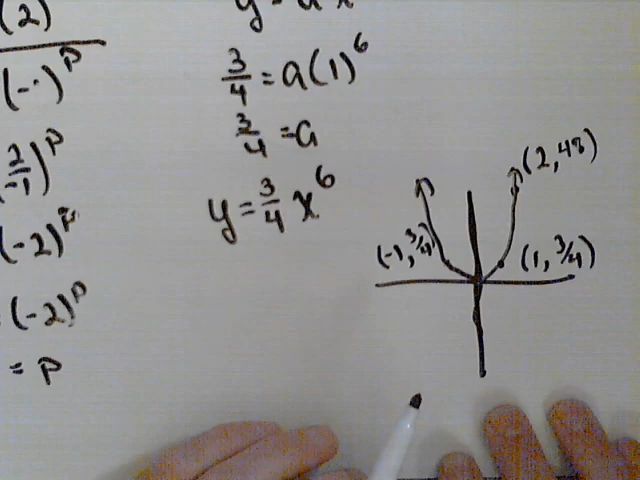 (2)
(-)^p
2/-1)^p
(-2)^p
(-2)^p
= p
3/4 = a(1)^6
3/4 = a
y = 3/4 x^6
(2, 48)
(-1, 3/4)
(1, 3/4)